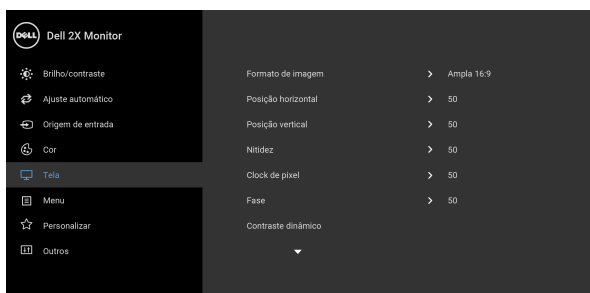 DELL Dell 2X Monitor
Brilho/contraste
Ajuste automático
Origem de entrada
Cor
Tela
Menu
Personalizar
Outros
Formato de imagem Ampla 16:9
Posição horizontal 50
Posição vertical 50
Nitidez 50
Clock de pixel 50
Fase 50
Contraste dinâmico